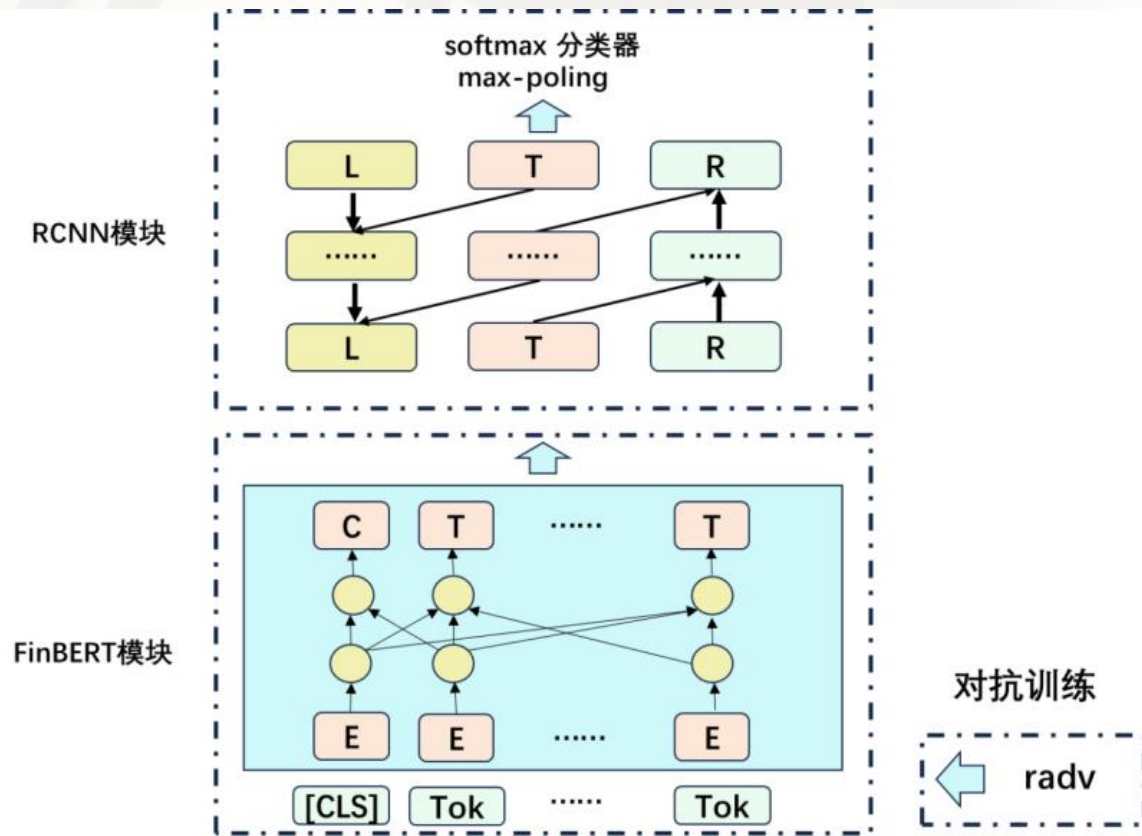 softmax 分类器
max-poling
L T R
RCNN模块
…… …… ……
L T R
C T …… T
FinBERT模块
E E …… E
[CLS] Tok …… Tok
对抗训练
radv